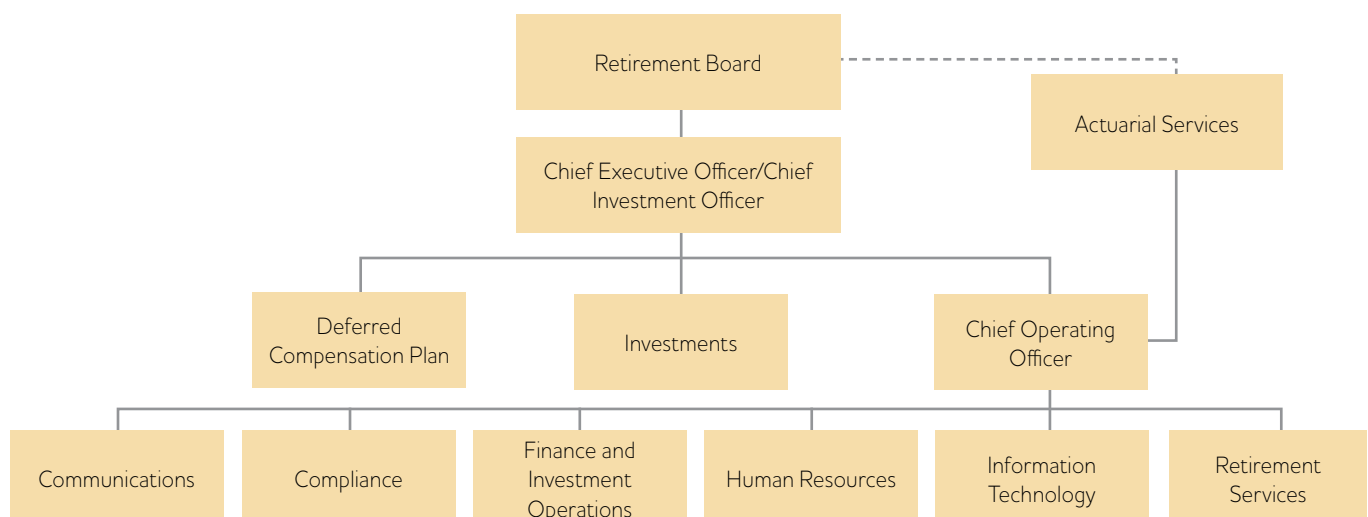 Retirement Board
Actuarial Services
Chief Executive Officer/Chief
Investment Officer
Deferred
Compensation Plan
Investments
Chief Operating
Officer
Communications
Compliance
Finance and
Investment
Operations
Human Resources
Information
Technology
Retirement
Services